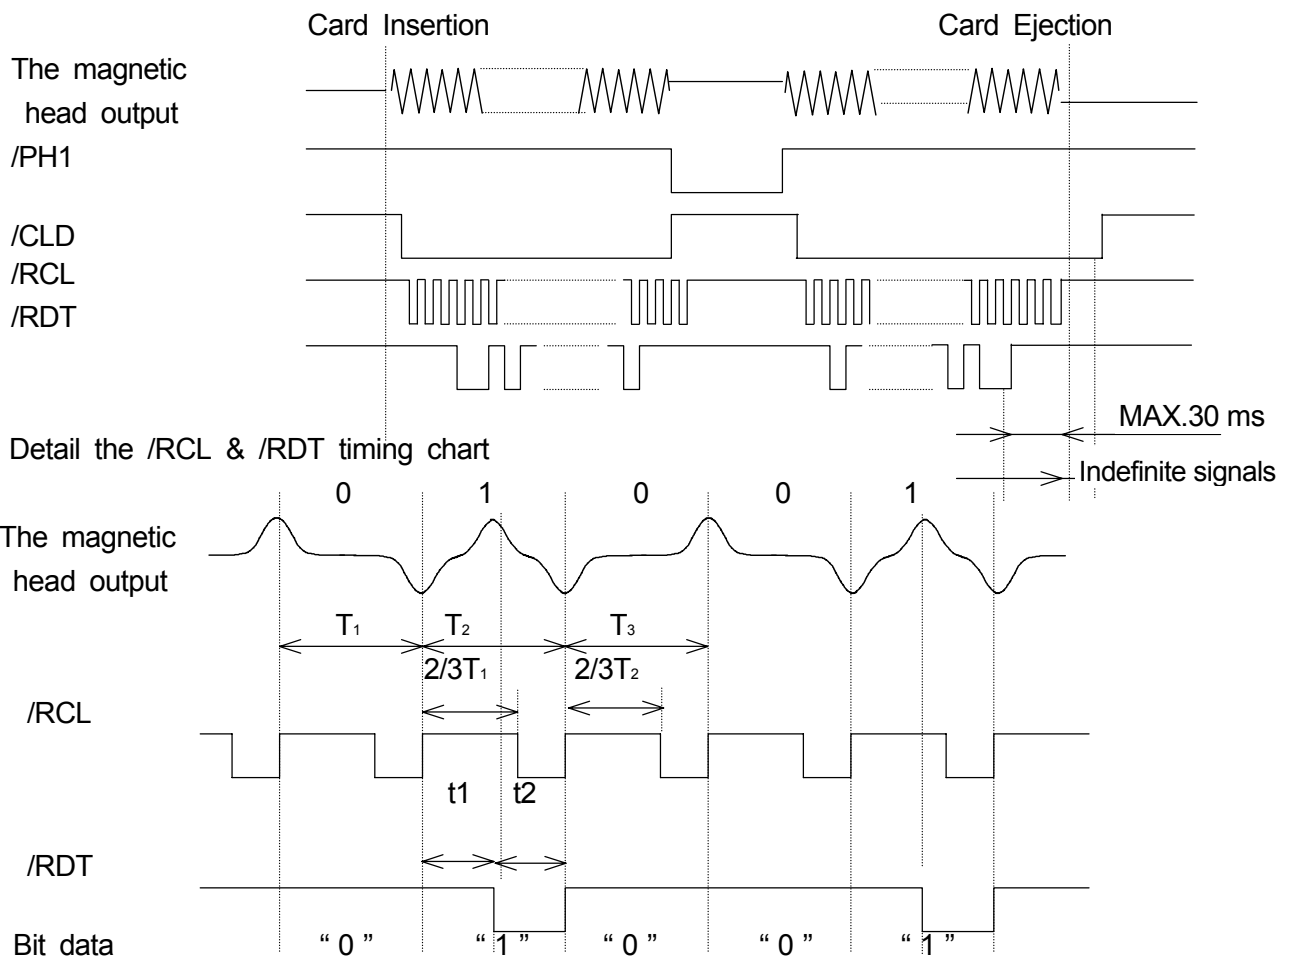 Card Insertion
Card Ejection
The magnetic
head output
/PH1
/CLD
/RCL
/RDT
MAX.30 ms
Detail the /RCL & /RDT timing chart
Indefinite signals
0 1 0 0 1
The magnetic
head output
T₁ T₂ T₃
2/3T₁ 2/3T₂
/RCL
t1 t2
/RDT
Bit data “ 0 ” “ 1 ” “ 0 ” “ 0 ” “ 1 ”